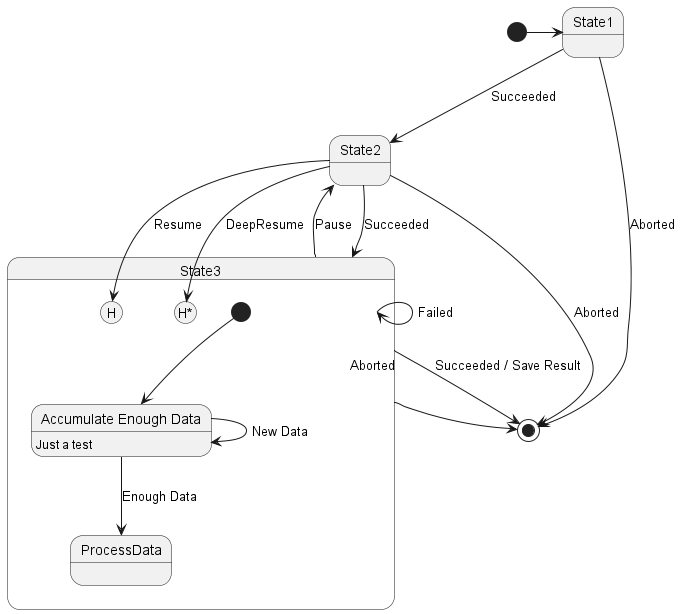 State1
Succeeded
State2
Resume
DeepResume
Pause
Succeeded
Aborted
State3
H
H*
Failed
Aborted
Aborted
Succeeded / Save Result
Accumulate Enough Data
Just a test
New Data
Enough Data
ProcessData